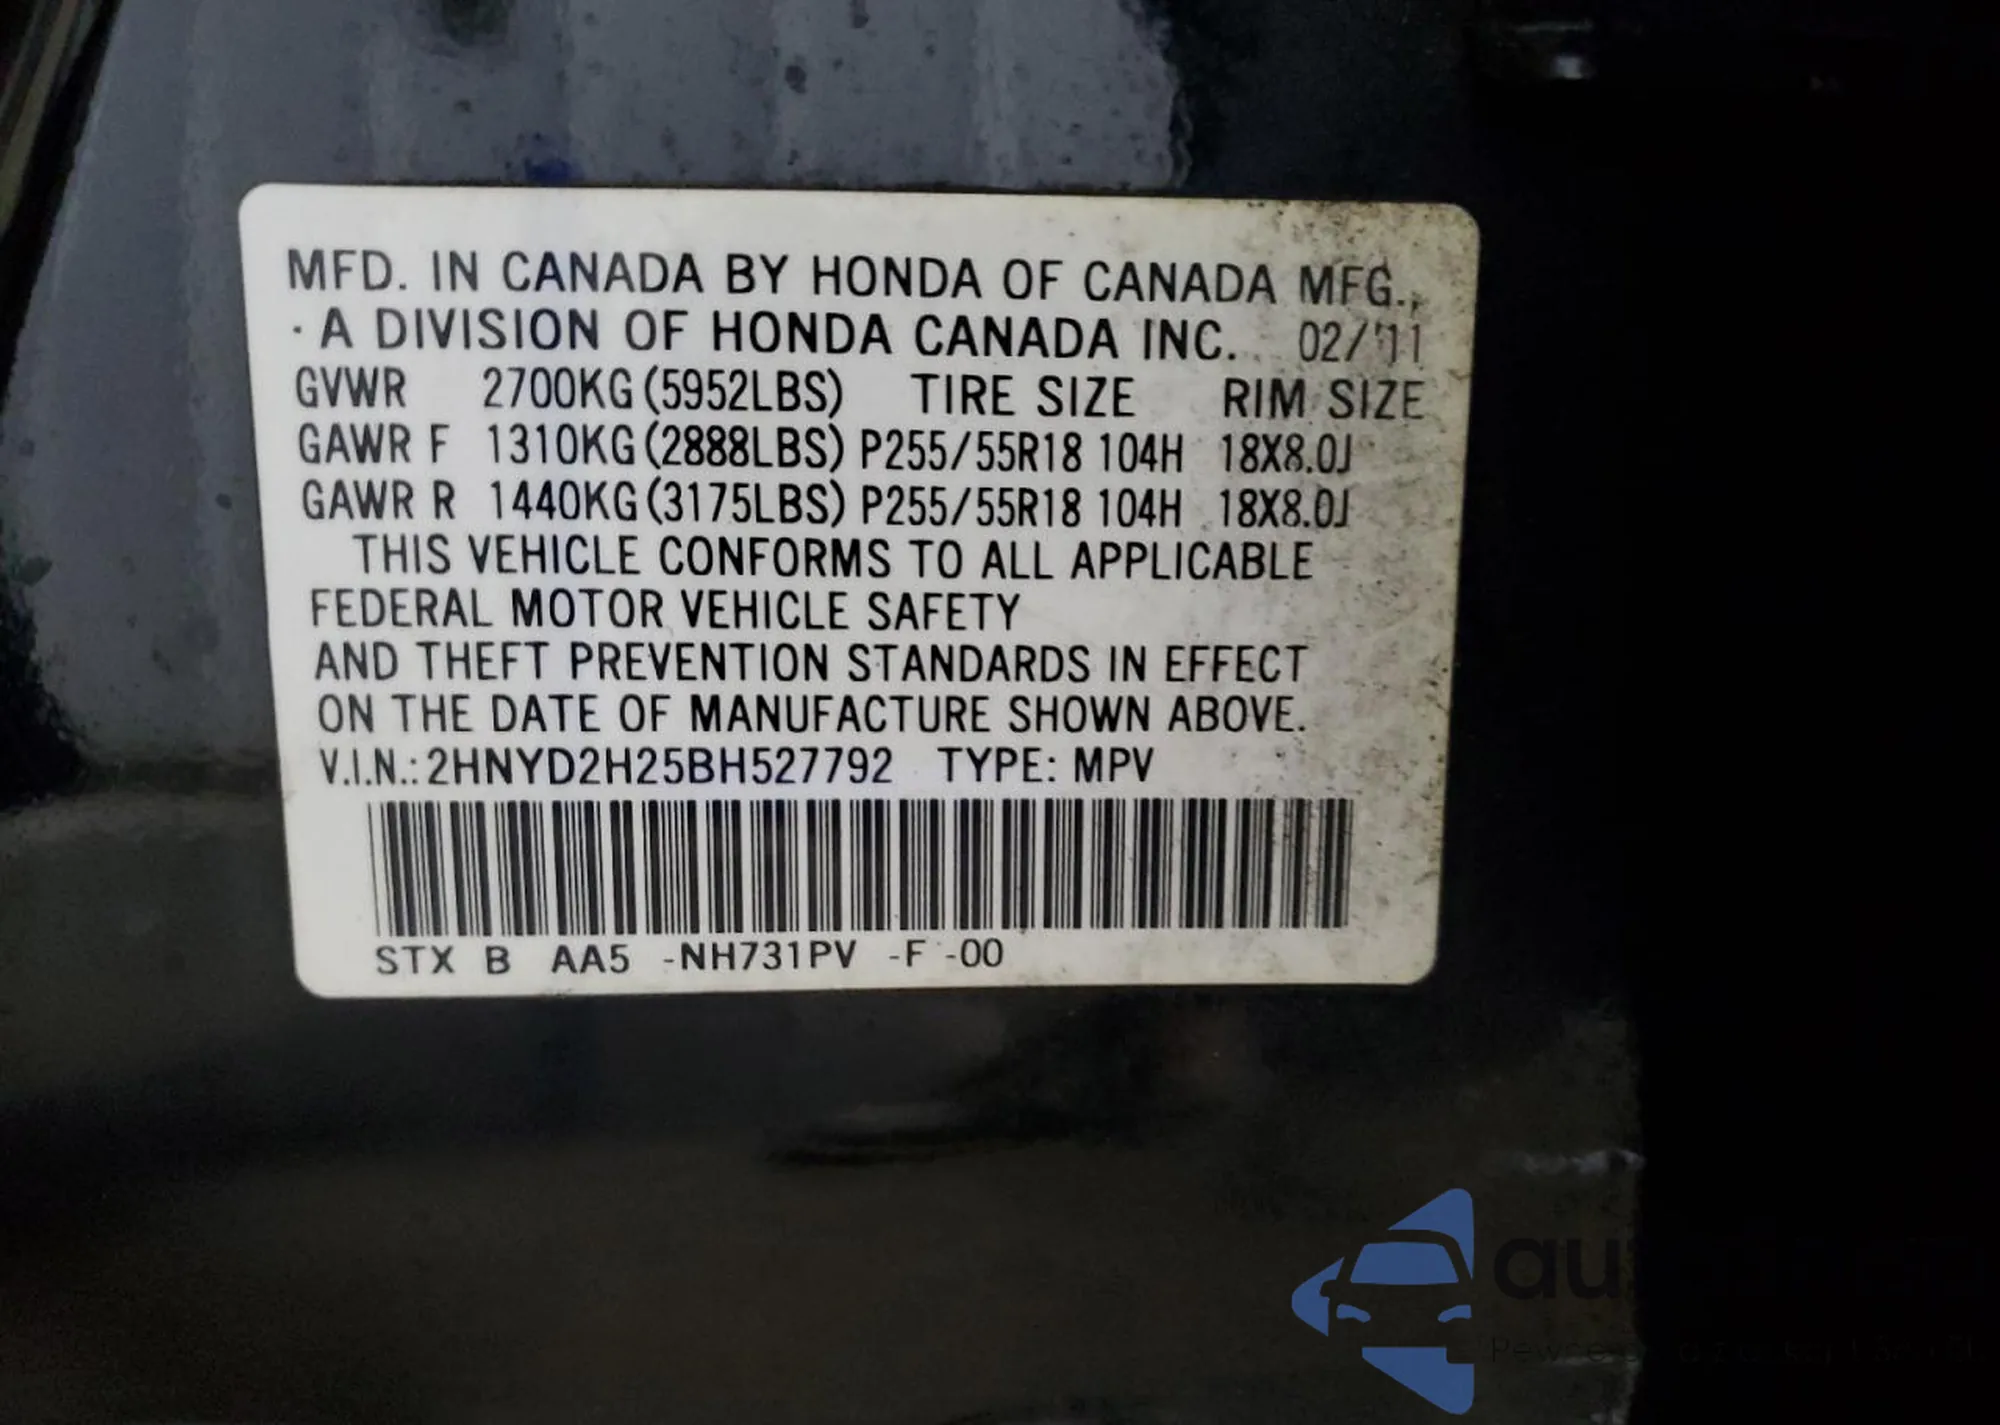 MFD. IN CANADA BY HONDA OF CANADA MFG.,
A DIVISION OF HONDA CANADA INC. 02/'11
GVWR 2700KG (5952LBS) TIRE SIZE RIM SIZE
GAWR F 1310KG (2888LBS) P255/55R18 104H 18X8.0J
GAWR R 1440KG (3175LBS) P255/55R18 104H 18X8.0J
THIS VEHICLE CONFORMS TO ALL APPLICABLE
FEDERAL MOTOR VEHICLE SAFETY
AND THEFT PREVENTION STANDARDS IN EFFECT
ON THE DATE OF MANUFACTURE SHOWN ABOVE.
V.I.N.: 2HNYD2H25BH527792 TYPE: MPV
STX B AA5 -NH731PV -F -00